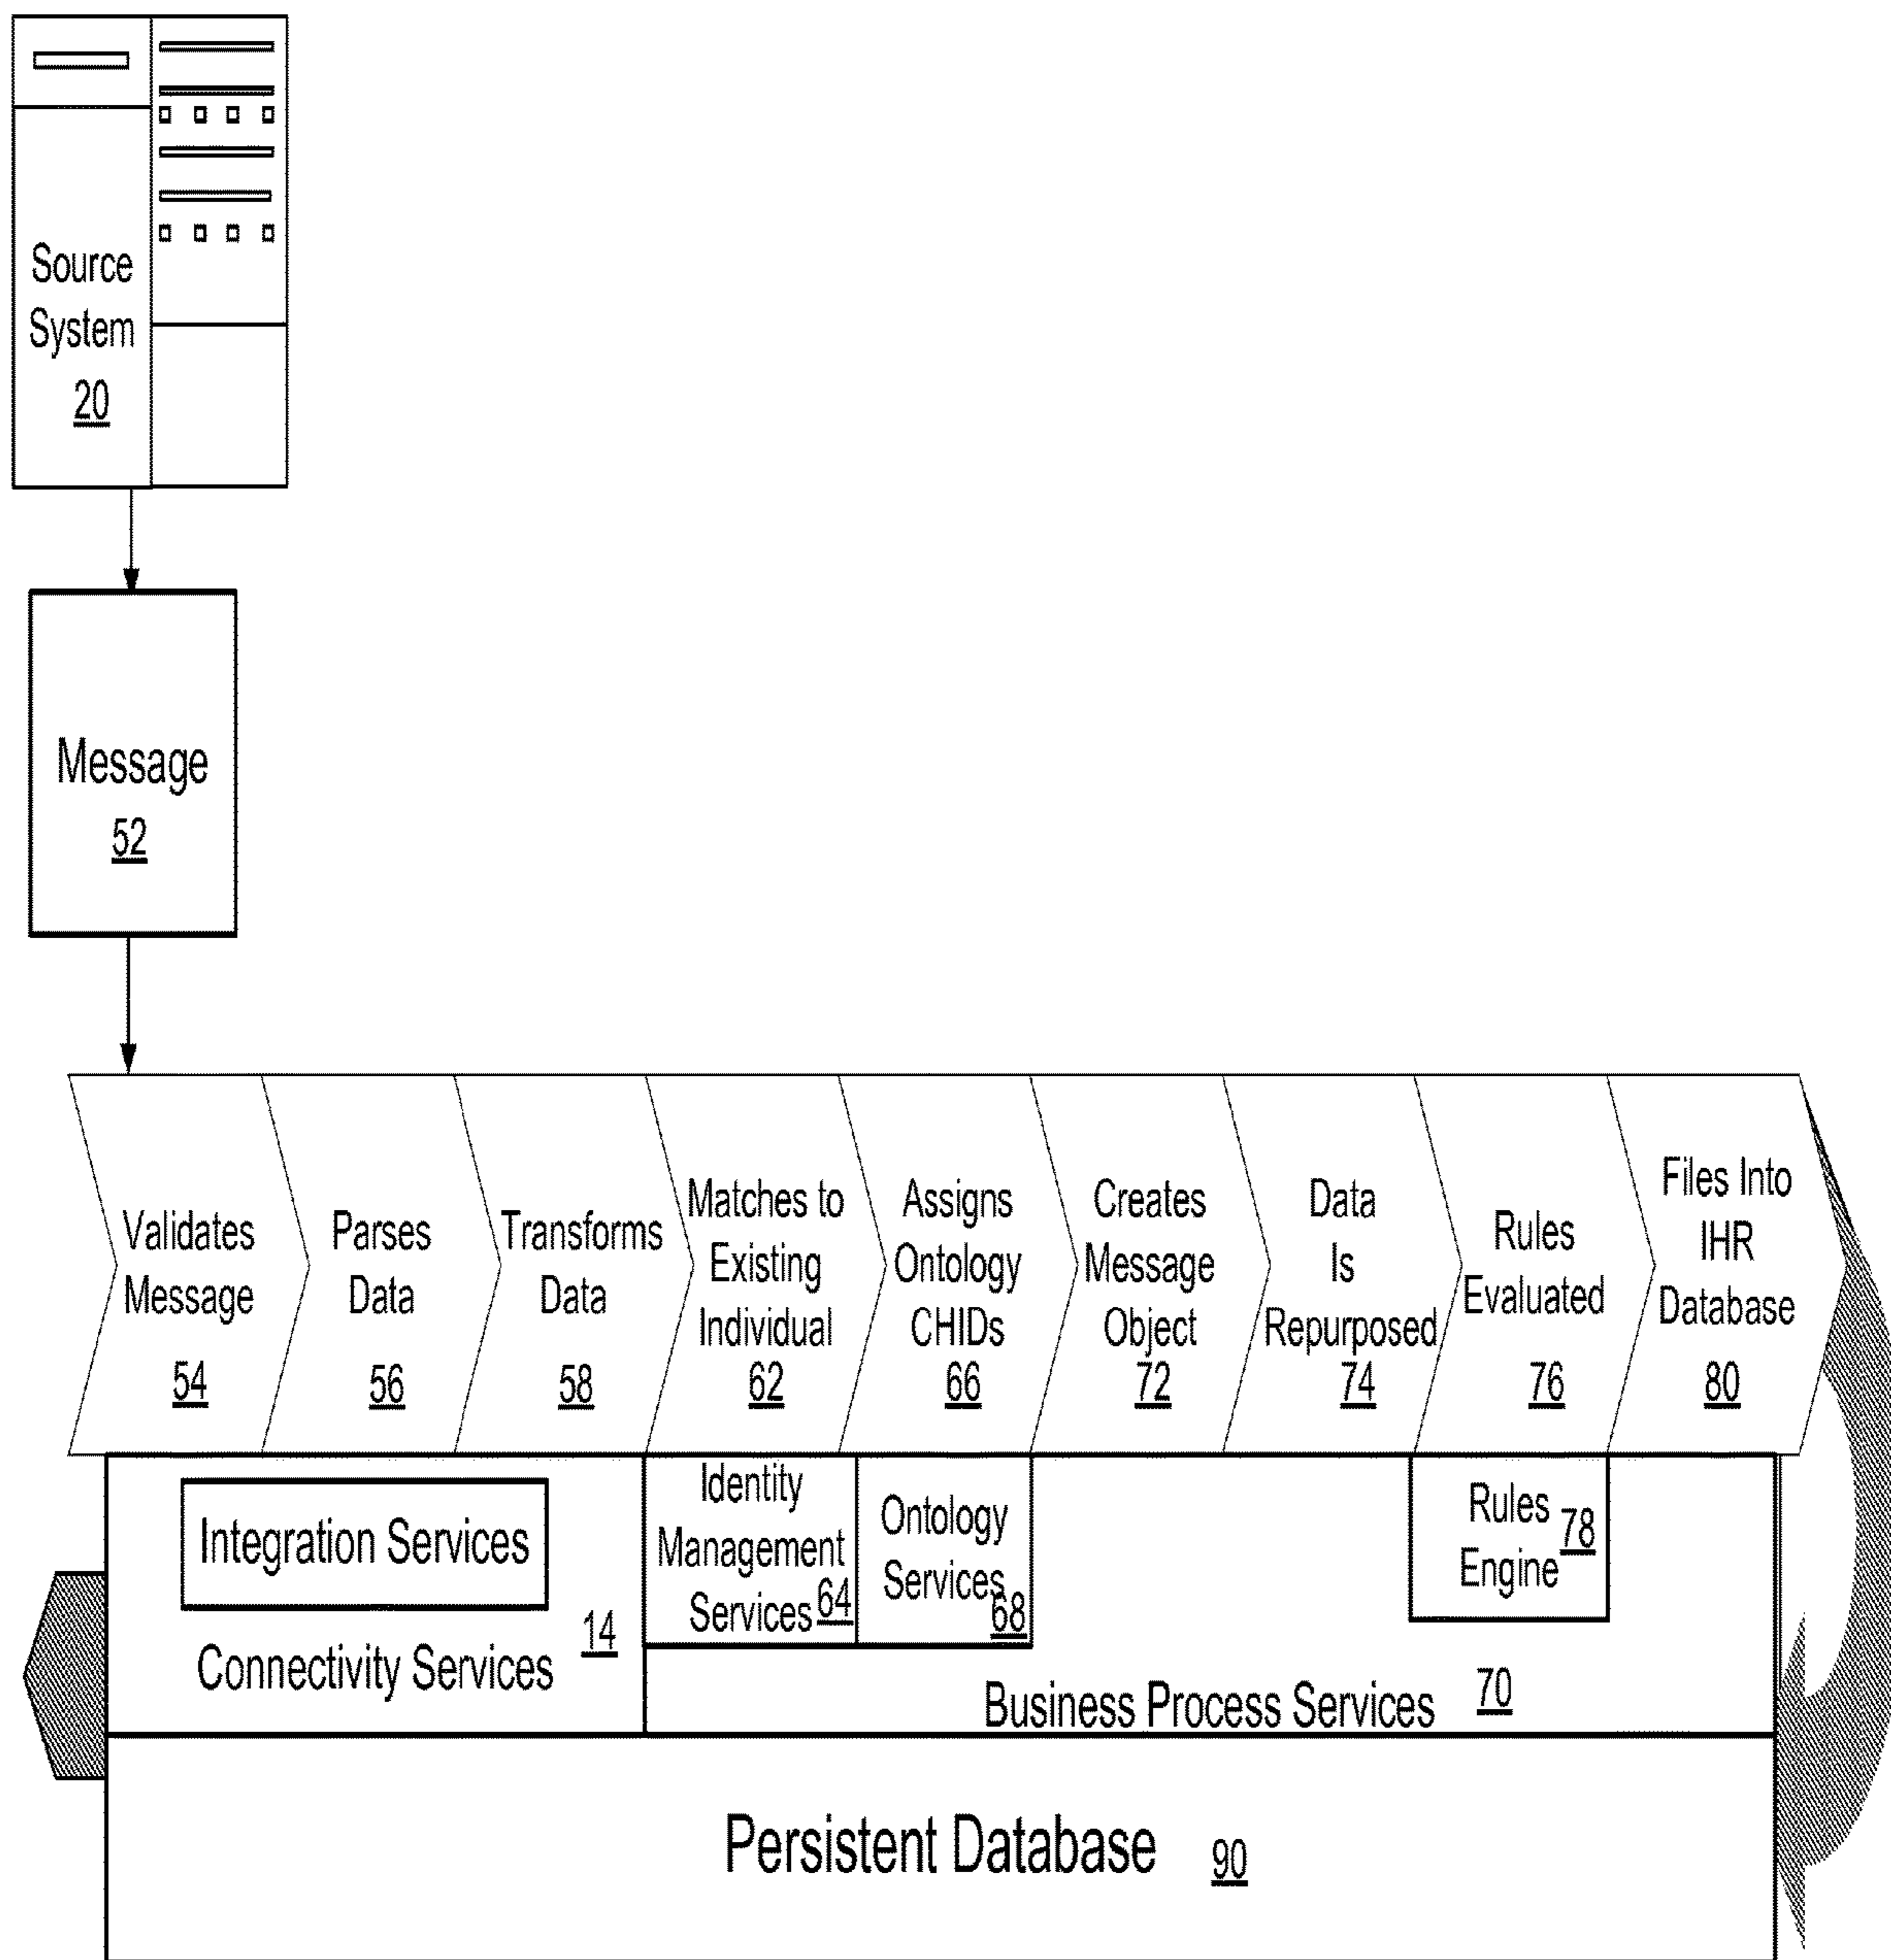 Source
System
20
Message
52
Validates
Message
54
Parses
Data
56
Transforms
Data
58
Matches to
Existing
Individual
62
Assigns
Ontology
CHIDs
66
Creates
Message
Object
72
Data
Is
Repurposed
74
Rules
Evaluated
76
Files Into
IHR
Database
80
Integration Services
Connectivity Services 14
Identity
Management
Services 64
Ontology
Services
68
Rules
Engine 78
Business Process Services 70
Persistent Database 90